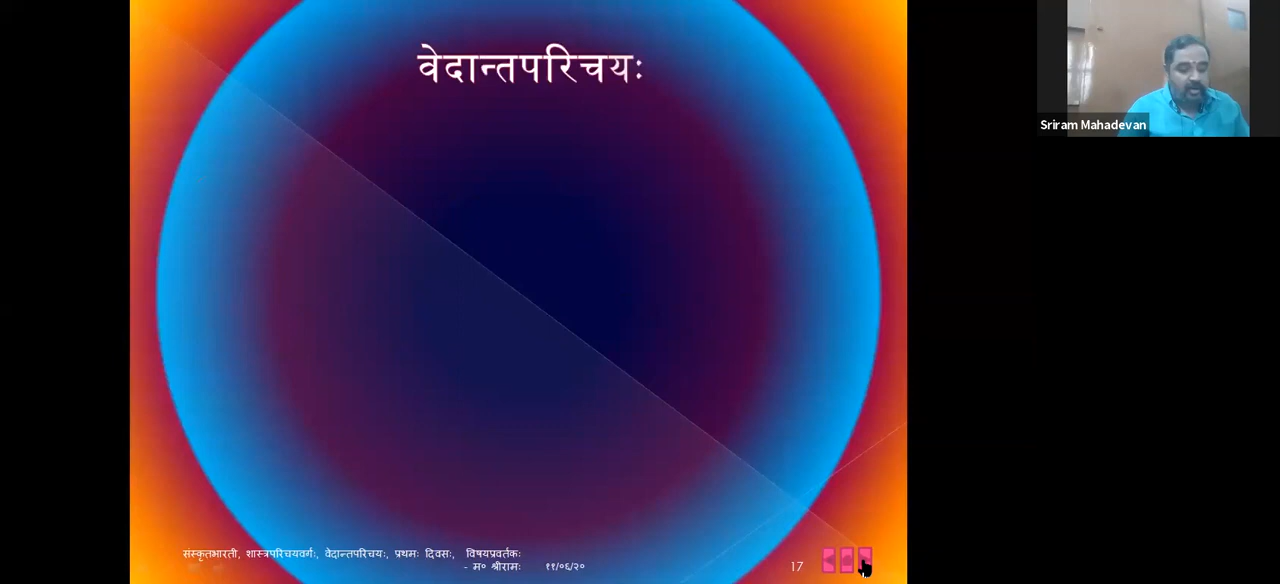 वेदान्तपरिचयः
Sriram Mahadevan
संस्कृतभारती, शास्त्रपरिचयवर्गः, वेदान्तपरिचयः, प्रथमः दिवसः, विषयप्रवर्तकः
- म० श्रीरामः ११/०६/२०
17